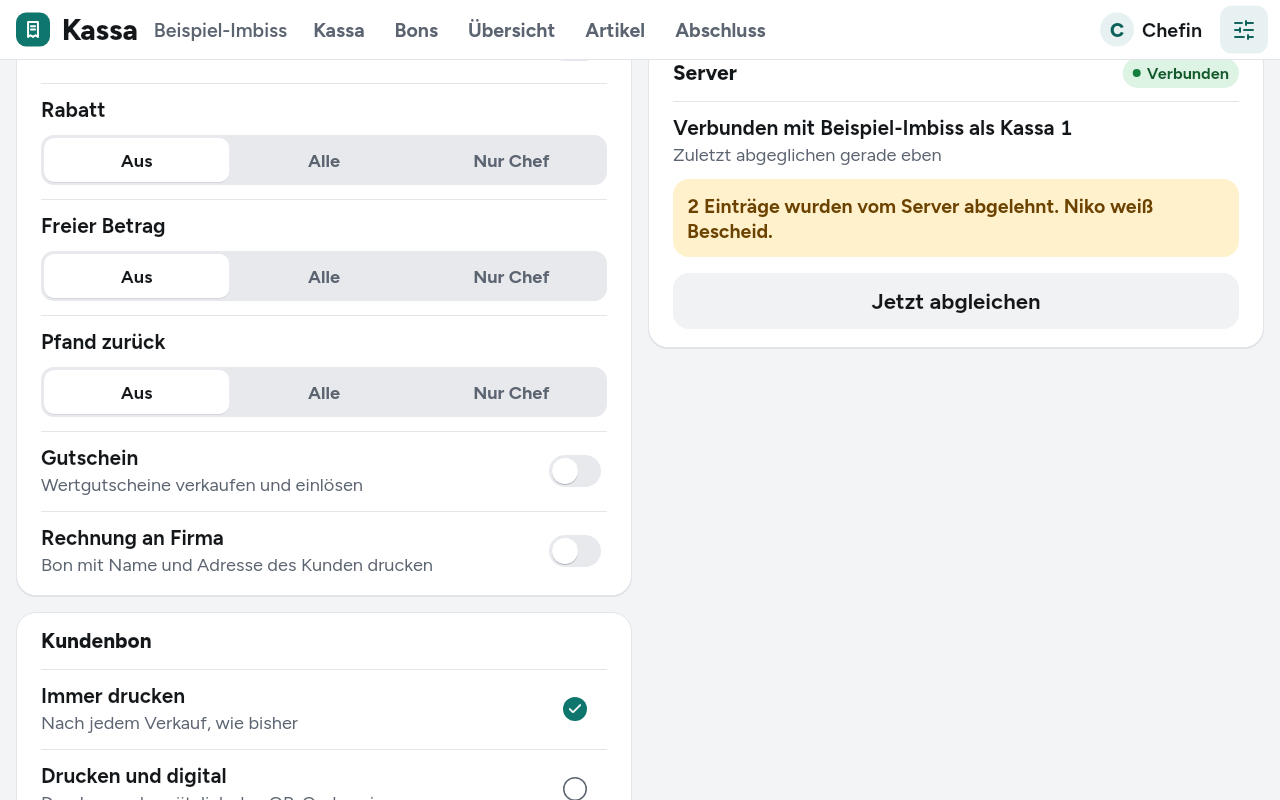 Kassa Beispiel-Imbiss Kassa Bons Übersicht Artikel Abschluss C Chefin
Rabatt
Aus Alle Nur Chef
Freier Betrag
Aus Alle Nur Chef
Pfand zurück
Aus Alle Nur Chef
Gutschein
Wertgutscheine verkaufen und einlösen
Rechnung an Firma
Bon mit Name und Adresse des Kunden drucken
Kundenbon
Immer drucken
Nach jedem Verkauf, wie bisher
Drucken und digital
Server Verbunden
Verbunden mit Beispiel-Imbiss als Kassa 1
Zuletzt abgeglichen gerade eben
2 Einträge wurden vom Server abgelehnt. Niko weiß
Bescheid.
Jetzt abgleichen